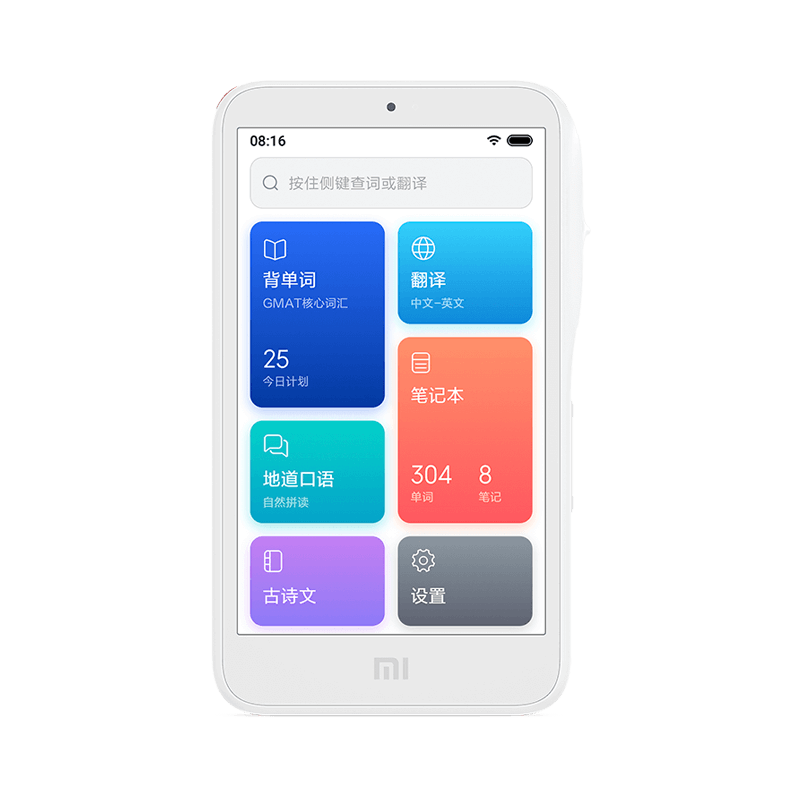 08:16
按住侧键查词或翻译
背单词
GMAT核心词汇
25
今日计划
翻译
中文-英文
笔记本
304 8
单词 笔记
地道口语
自然拼读
古诗文
设置
MI